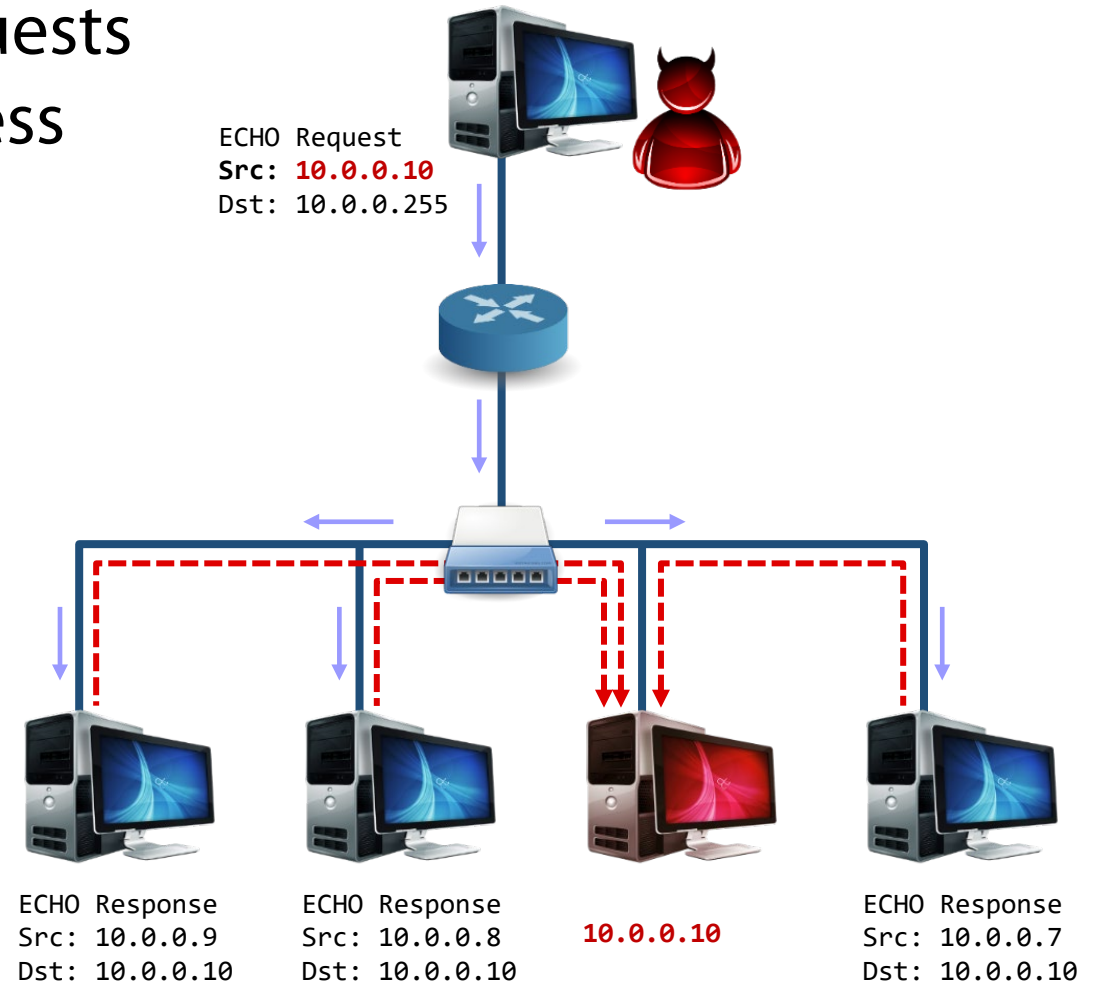 uests
ess
ECHO Request
Src: 10.0.0.10
Dst: 10.0.0.255
ECHO Response
Src: 10.0.0.9
Dst: 10.0.0.10
ECHO Response
Src: 10.0.0.8
Dst: 10.0.0.10
10.0.0.10
ECHO Response
Src: 10.0.0.7
Dst: 10.0.0.10